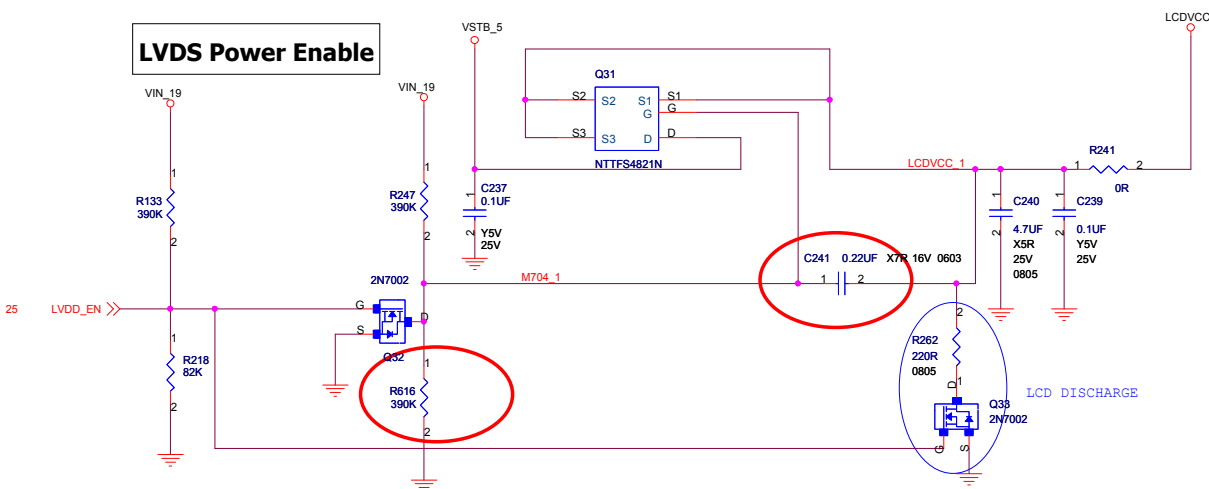 LVDS Power Enable
VSTB_5
LCDVCC
VIN_19
VIN_19
Q31
S2 S2 S1 S1
G G
S3 S3 D D
NTTFS4821N
1
R133
390K
2
1
R247
390K
2
1
C237
0.1UF
2
Y5V
25V
LCDVCC_1
R241
1 2
0R
1
C240
4.7UF
2
X5R
25V
0805
1
C239
0.1UF
2
Y5V
25V
M704_1
C241 0.22UF X7R 16V 0603
1 2
25 LVDD_EN
2N7002
G
S
D
Q32
1
R218
82K
2
1
R616
390K
2
2
R262
220R
0805
1
D
Q33
2N7002
G
S
LCD DISCHARGE